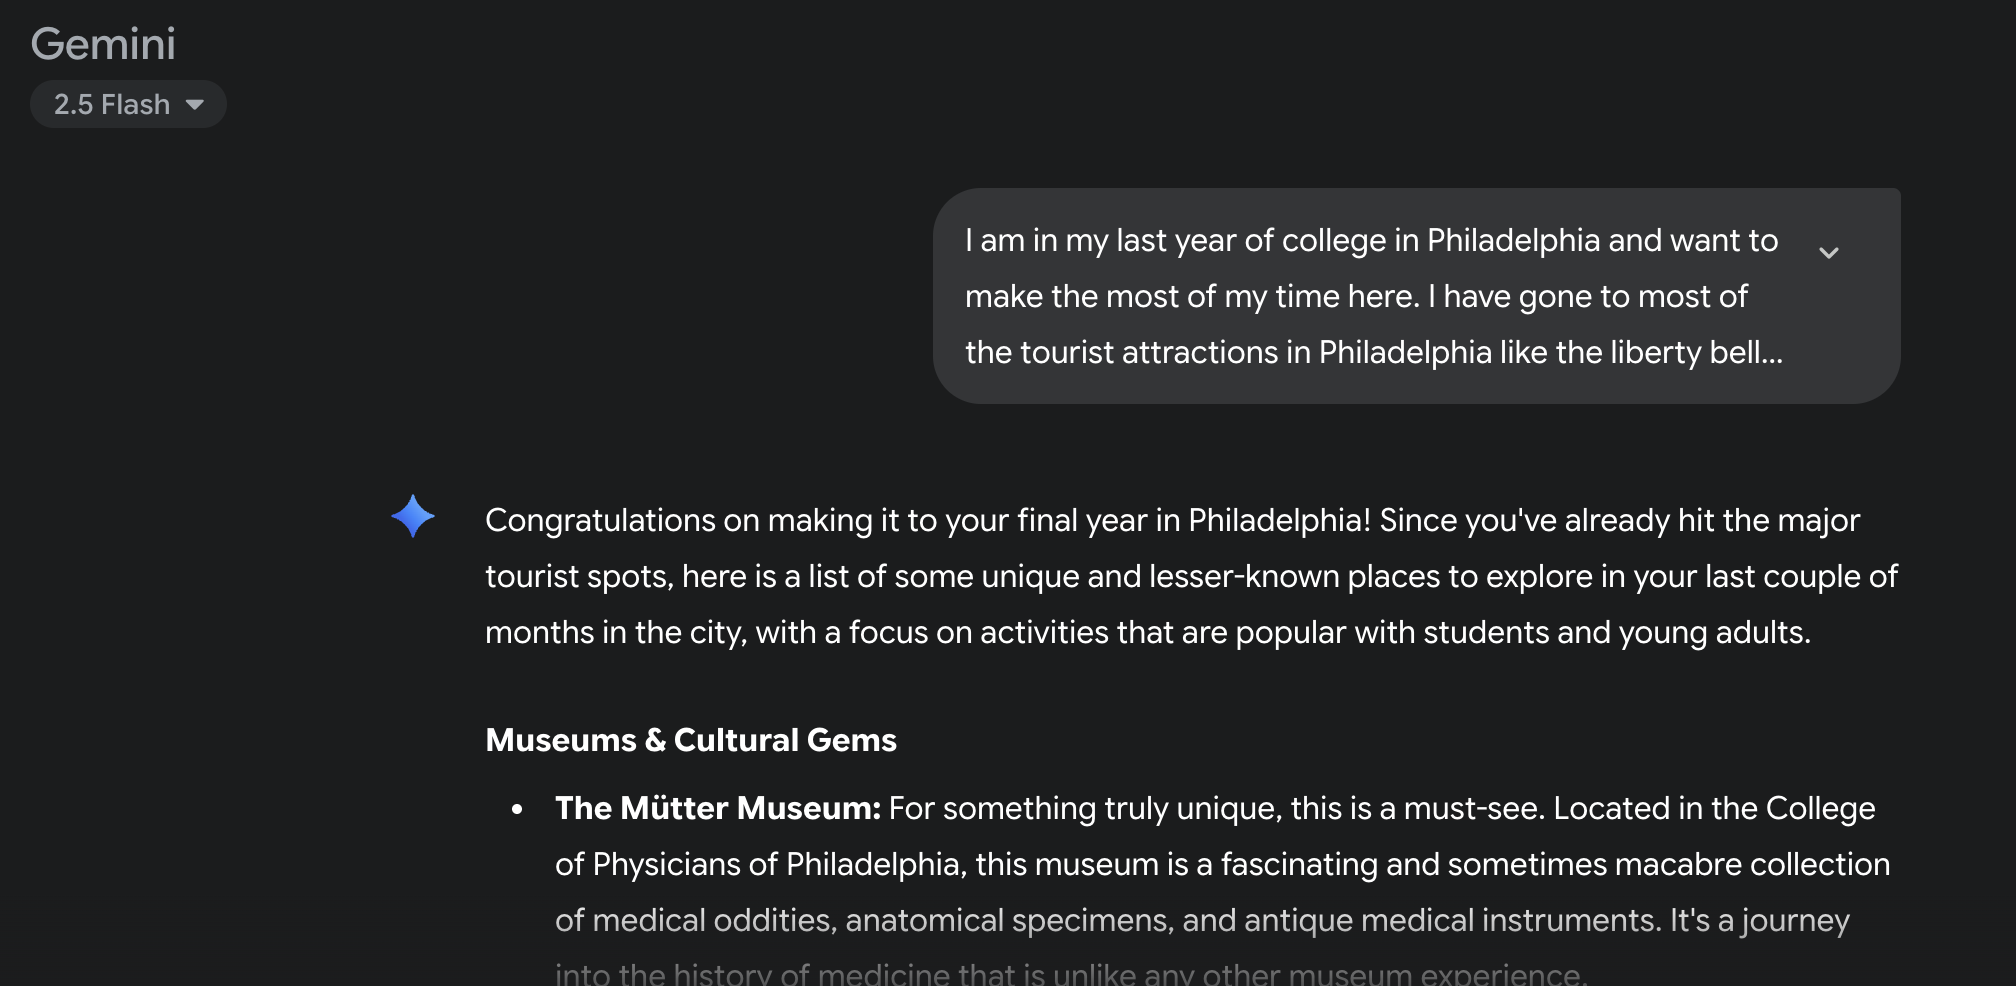 Gemini
2.5 Flash
I am in my last year of college in Philadelphia and want to
make the most of my time here. I have gone to most of
the tourist attractions in Philadelphia like the liberty bell...
Congratulations on making it to your final year in Philadelphia! Since you've already hit the major
tourist spots, here is a list of some unique and lesser-known places to explore in your last couple of
months in the city, with a focus on activities that are popular with students and young adults.
Museums & Cultural Gems
• The Mütter Museum: For something truly unique, this is a must-see. Located in the College
of Physicians of Philadelphia, this museum is a fascinating and sometimes macabre collection
of medical oddities, anatomical specimens, and antique medical instruments. It's a journey
into the history of medicine that is unlike any other museum experience.